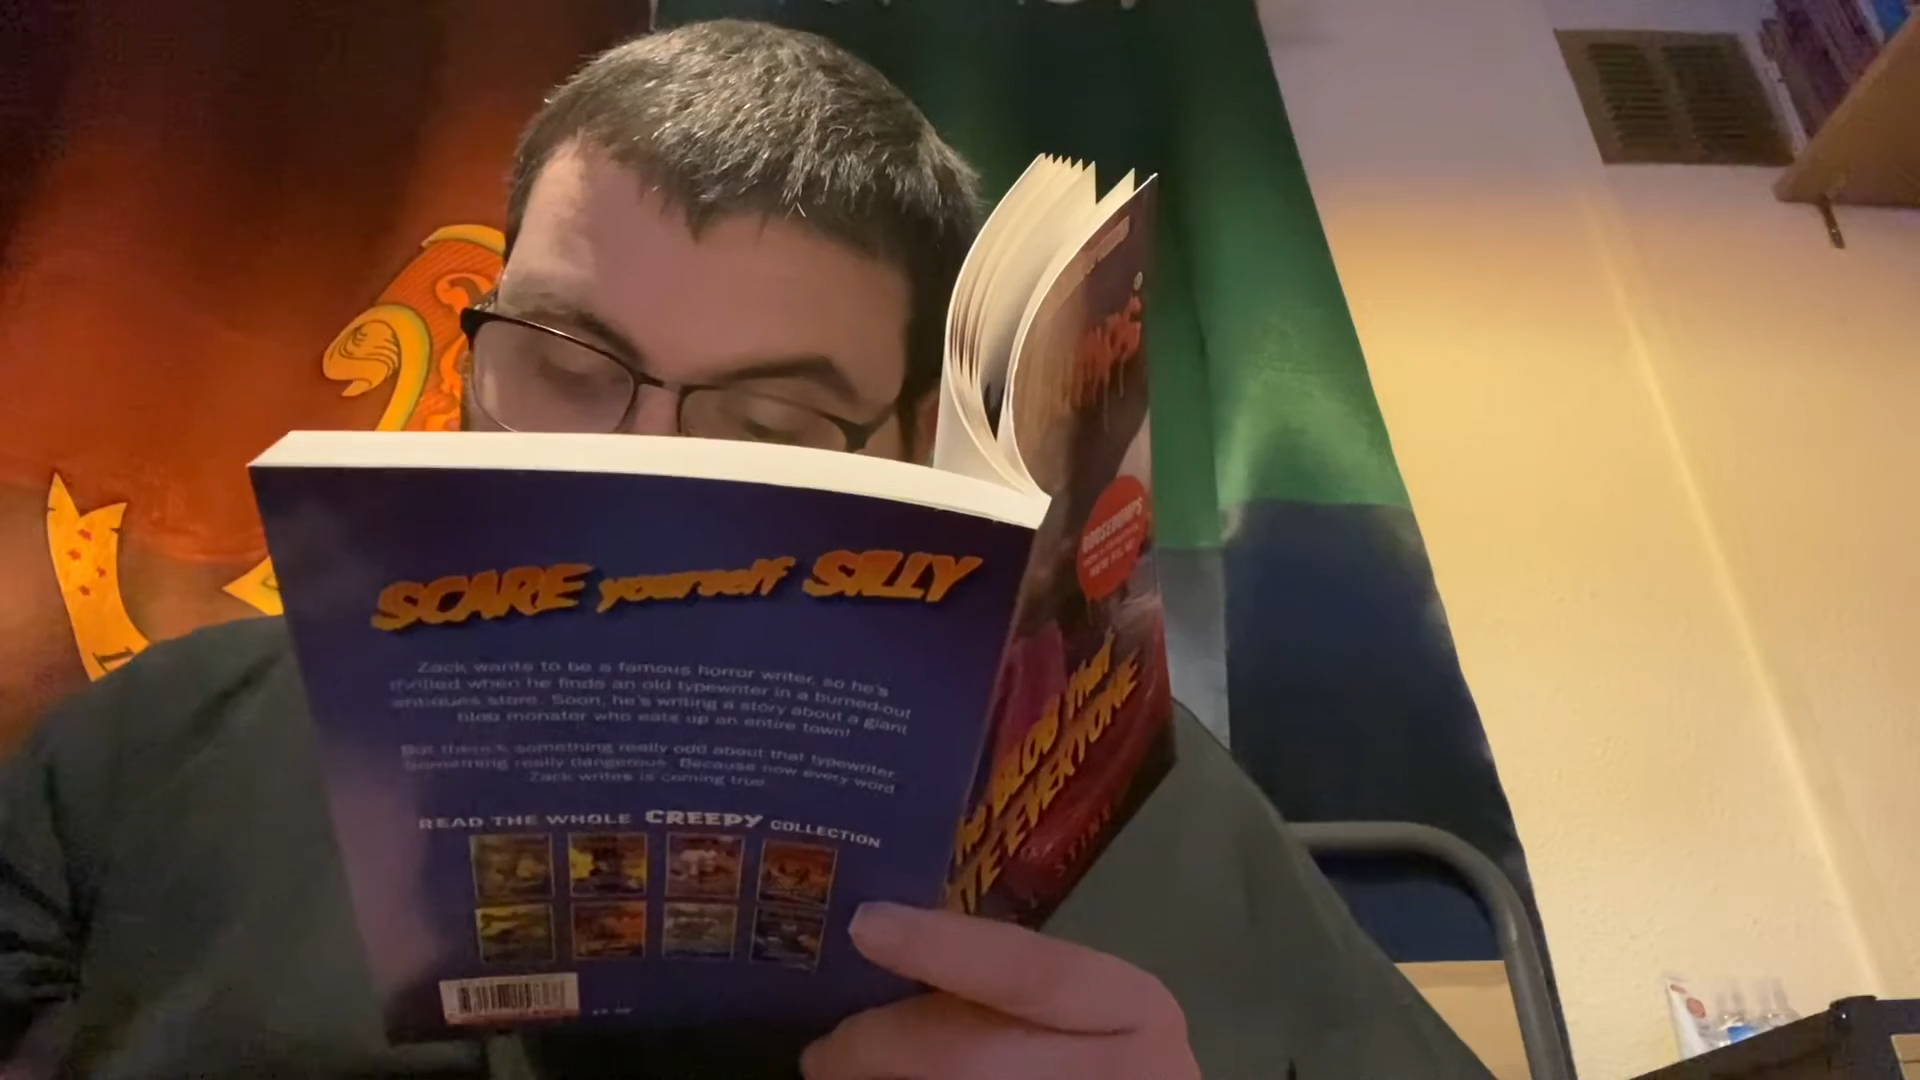 SCARE yourself SILLY
Zack wants to be a famous horror writer, so he's
thrilled when he finds an old typewriter in a burned-out
antiques store. Soon, he's writing a story about a giant
blob monster who eats up an entire town!
But there's something really odd about that typewriter.
Something really dangerous. Because now every word
Zack writes is coming true.
READ THE WHOLE CREEPY COLLECTION
GOOSEBUMPS
The BLOB that
ATE EVERYONE
STINE